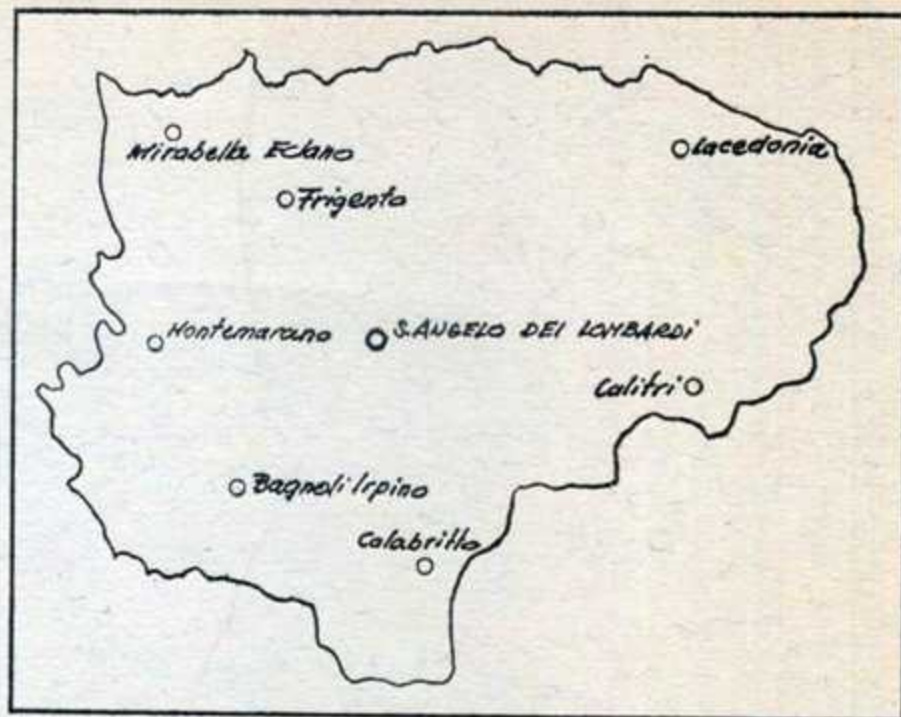 Mirabella Eclano
Lacedonia
Frigento
Montemarano
S. ANGELO DEI LOMBARDI
Calitri
Bagnoli Irpino
Calabritto